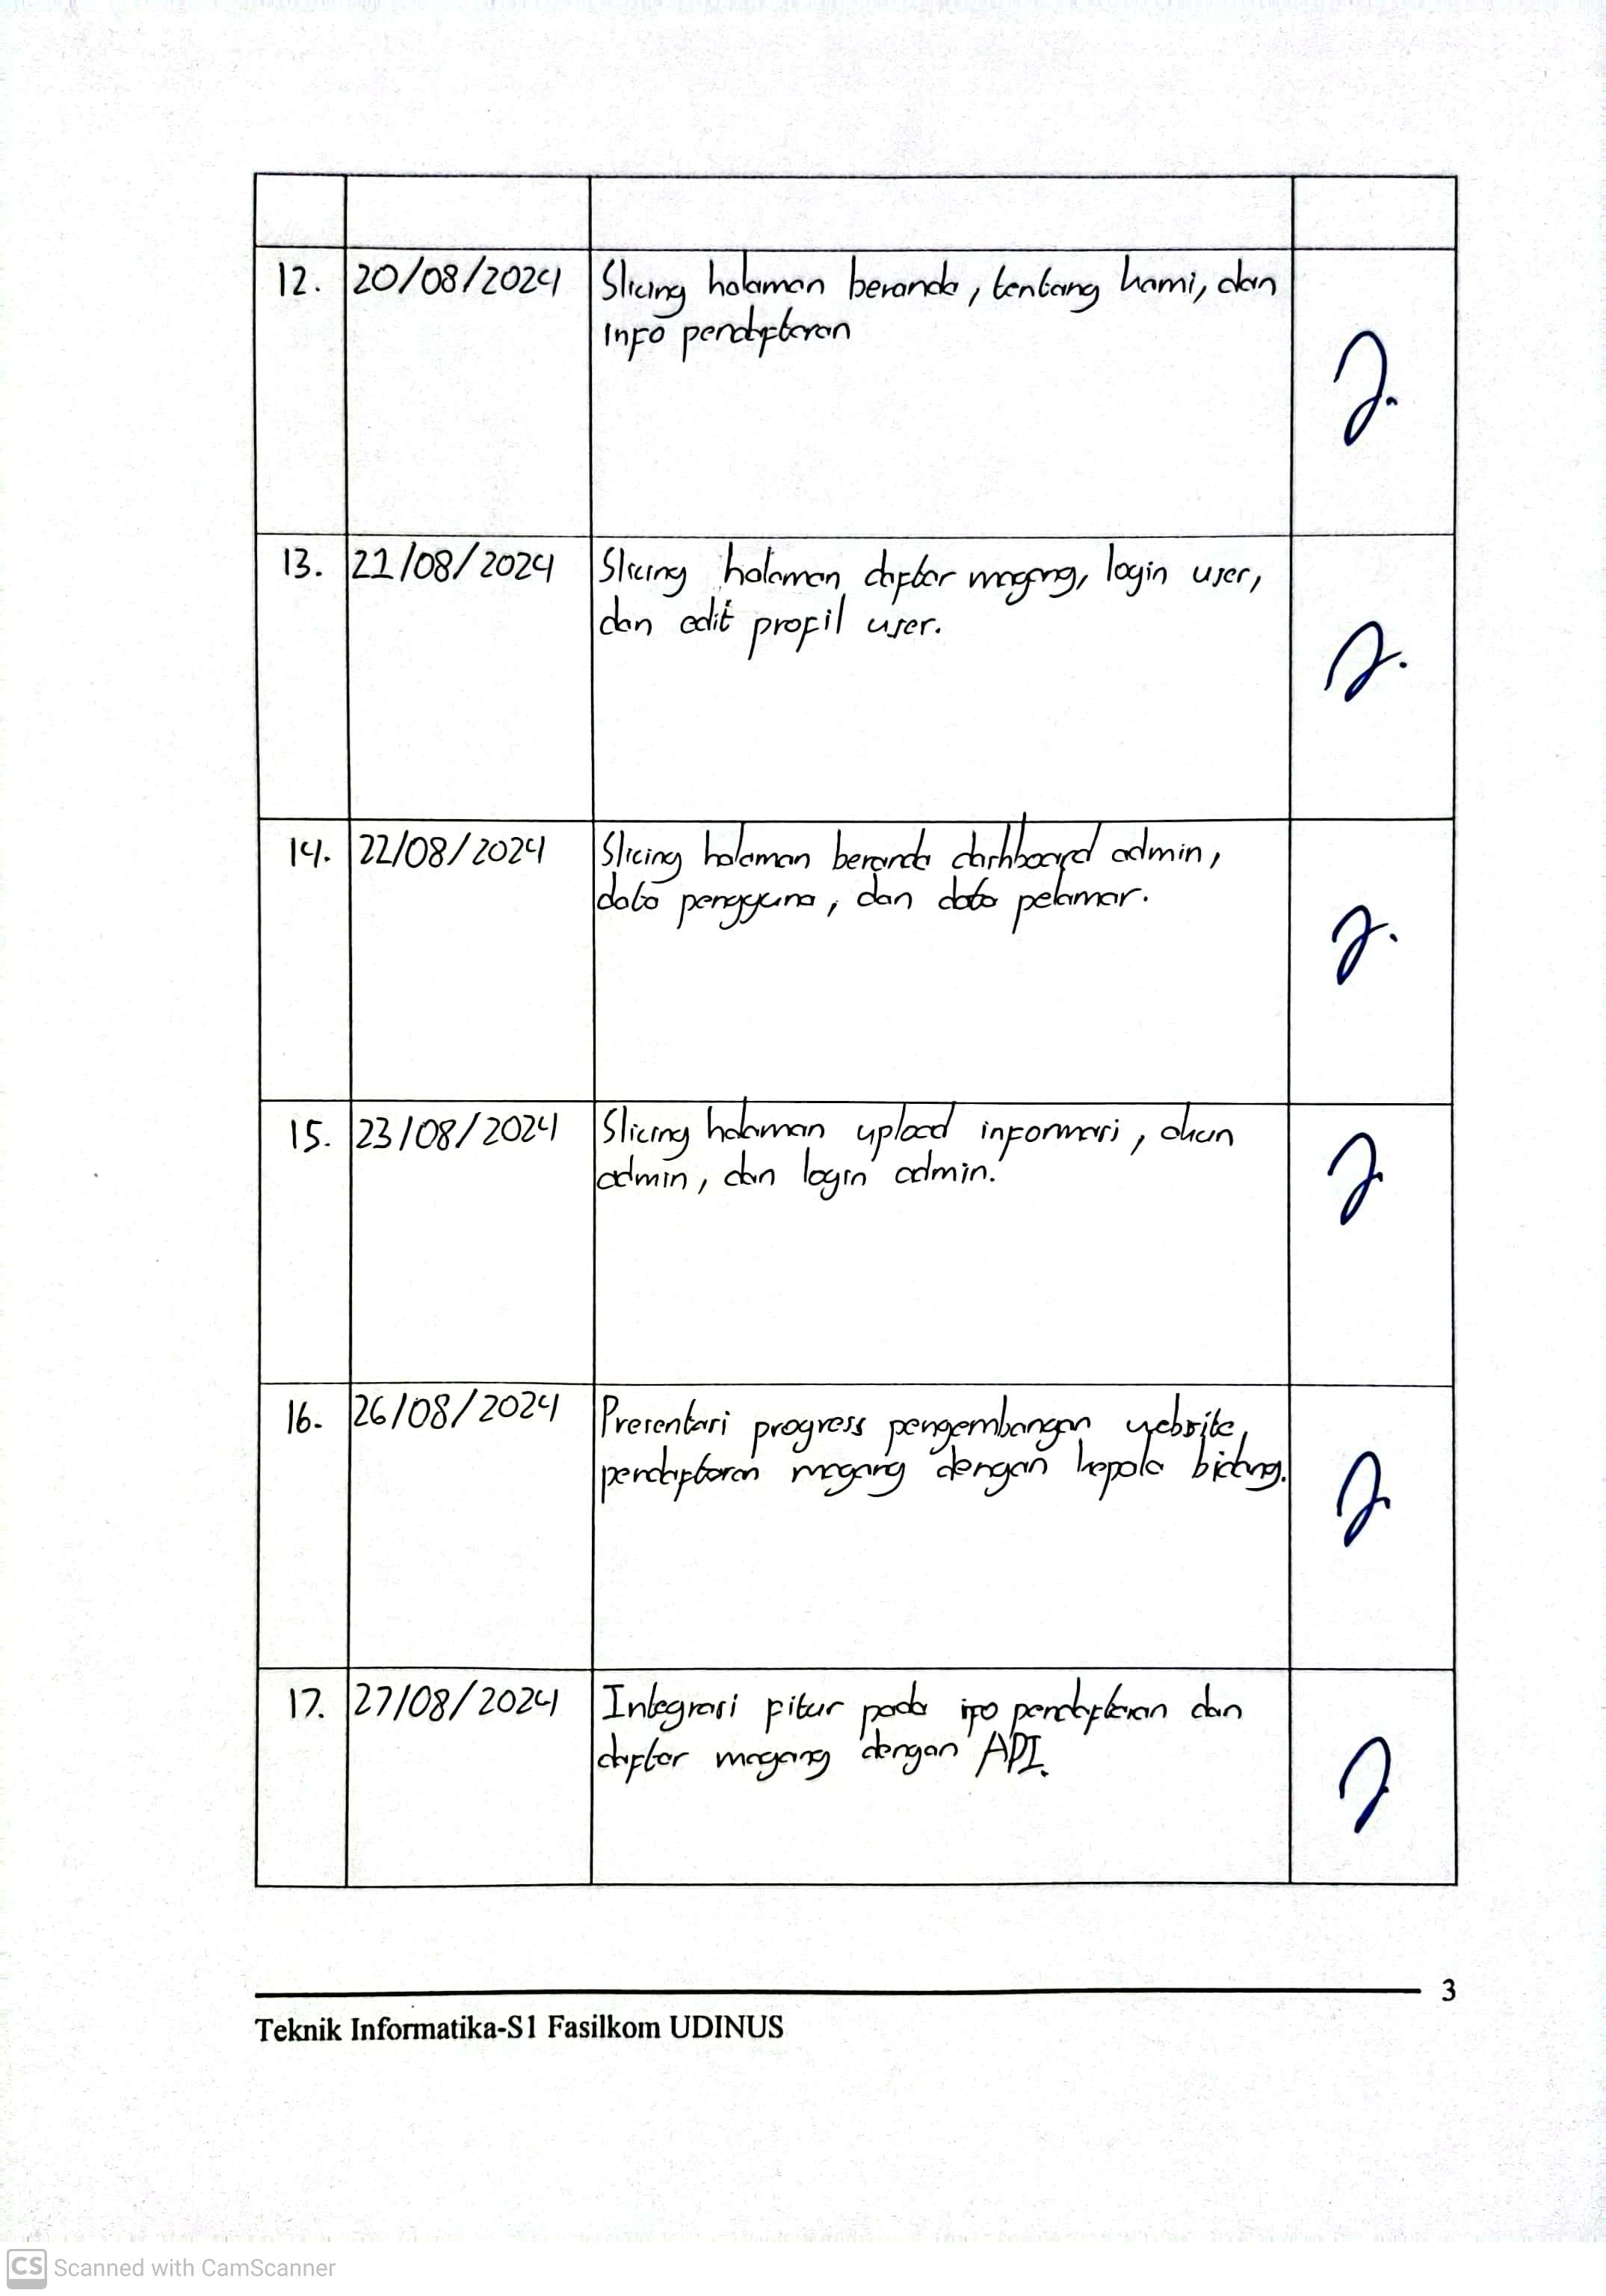 12. 20/08/2024 Slicing halaman beranda, tentang kami, dan
info pendaftaran
13. 21/08/2024 Slicing halaman daftar magang, login user,
dan edit profil user.
14. 22/08/2024 Slicing halaman beranda dashboard admin,
data pengguna, dan data pelamar.
15. 23/08/2024 Slicing halaman upload informasi, akun
admin, dan login admin.
16. 26/08/2024 Presentasi progress pengembangan website
pendaftaran magang dengan kepala bidang.
17. 27/08/2024 Integrasi fitur pada ifo pendaftaran dan
daftar magang dengan API.
3
Teknik Informatika-S1 Fasilkom UDINUS
CS Scanned with CamScanner